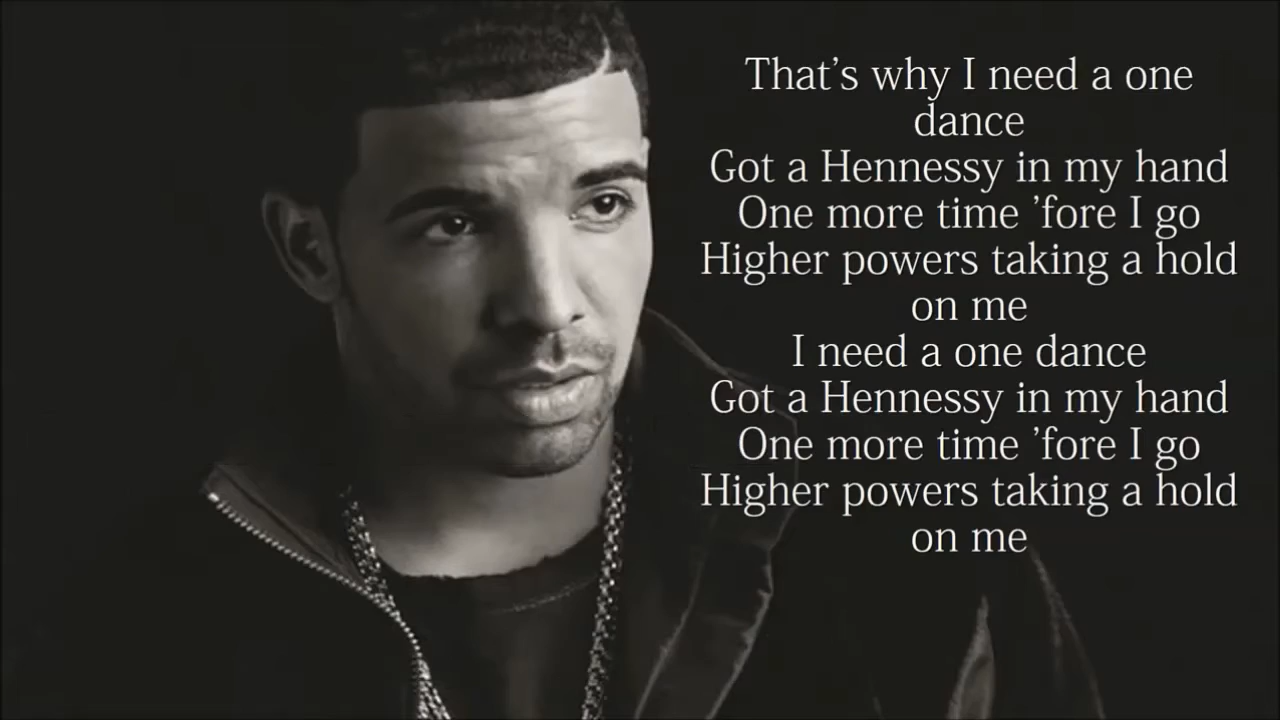 That’s why I need a one
dance
Got a Hennessy in my hand
One more time ’fore I go
Higher powers taking a hold
on me
I need a one dance
Got a Hennessy in my hand
One more time ’fore I go
Higher powers taking a hold
on me